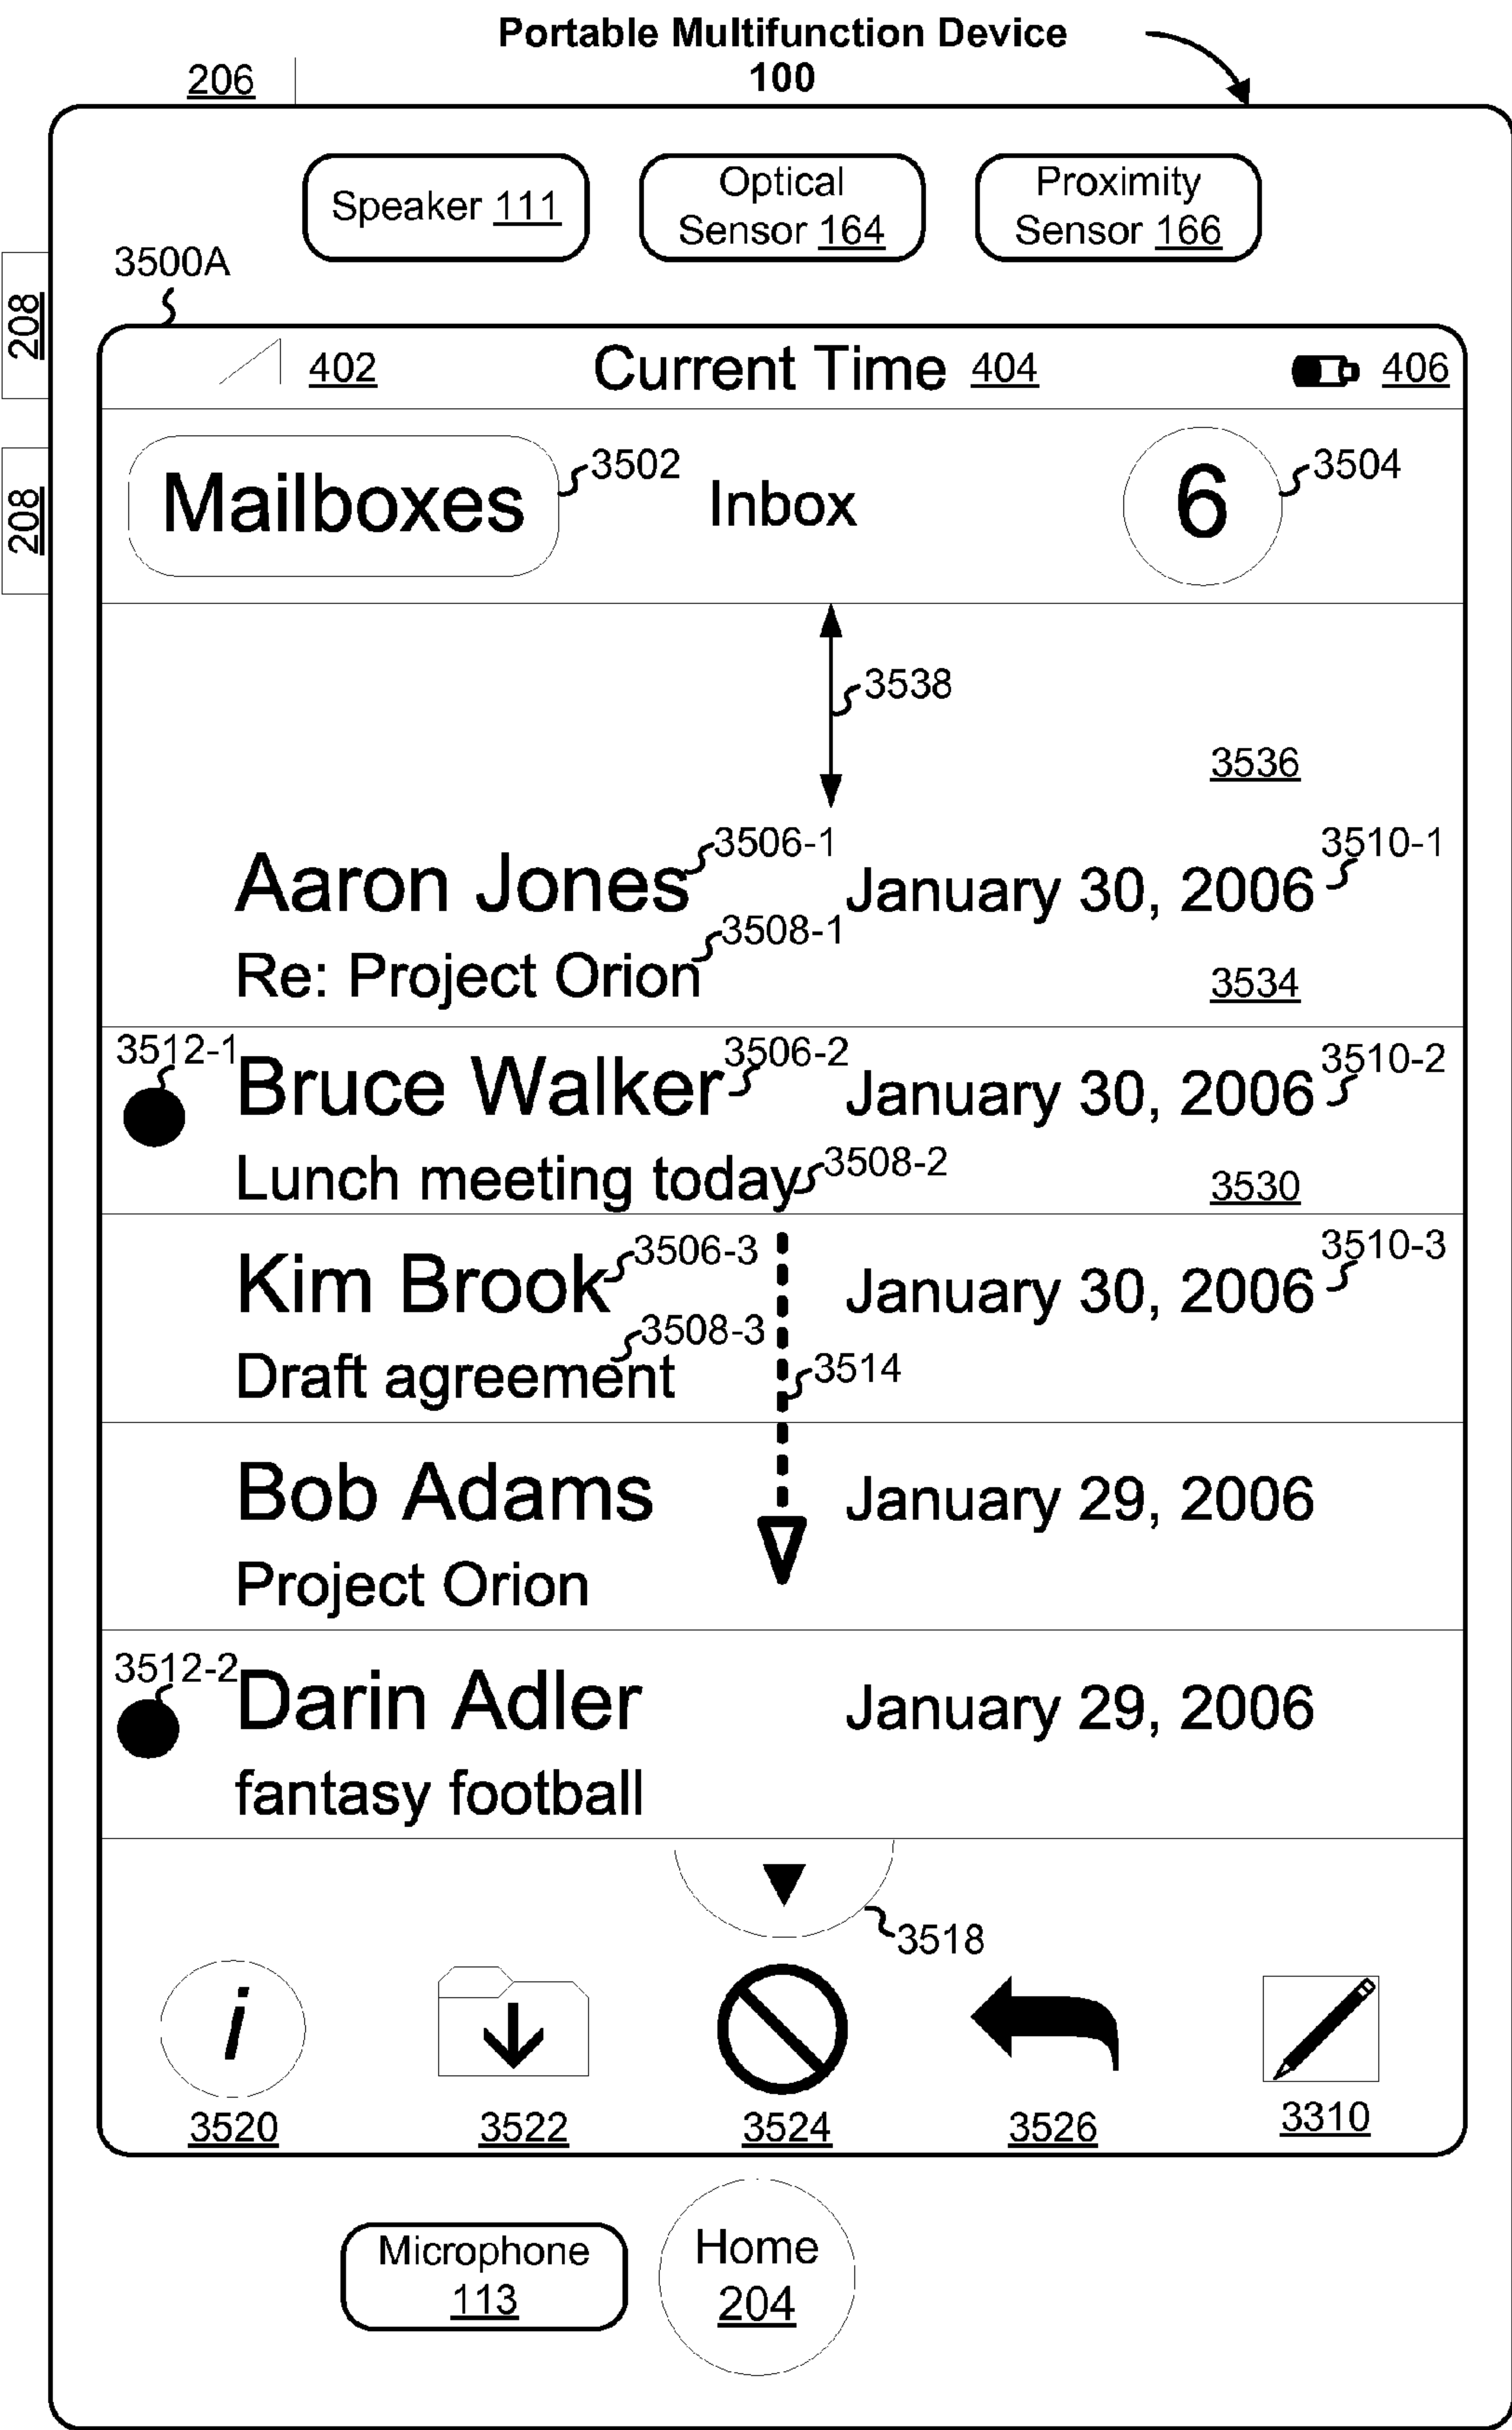 Portable Multifunction Device
100
206
Speaker 111
Optical
Sensor 164
Proximity
Sensor 166
208
208
3500A
402
Current Time 404
406
Mailboxes
3502
Inbox
6
3504
3538
3536
Aaron Jones
3506-1
January 30, 2006
3510-1
Re: Project Orion
3508-1
3534
3512-1
Bruce Walker
3506-2
January 30, 2006
3510-2
Lunch meeting today
3508-2
3530
Kim Brook
3506-3
January 30, 2006
3510-3
Draft agreement
3508-3
3514
Bob Adams
January 29, 2006
Project Orion
3512-2
Darin Adler
January 29, 2006
fantasy football
3518
i
3520
3522
3524
3526
3310
Microphone
113
Home
204